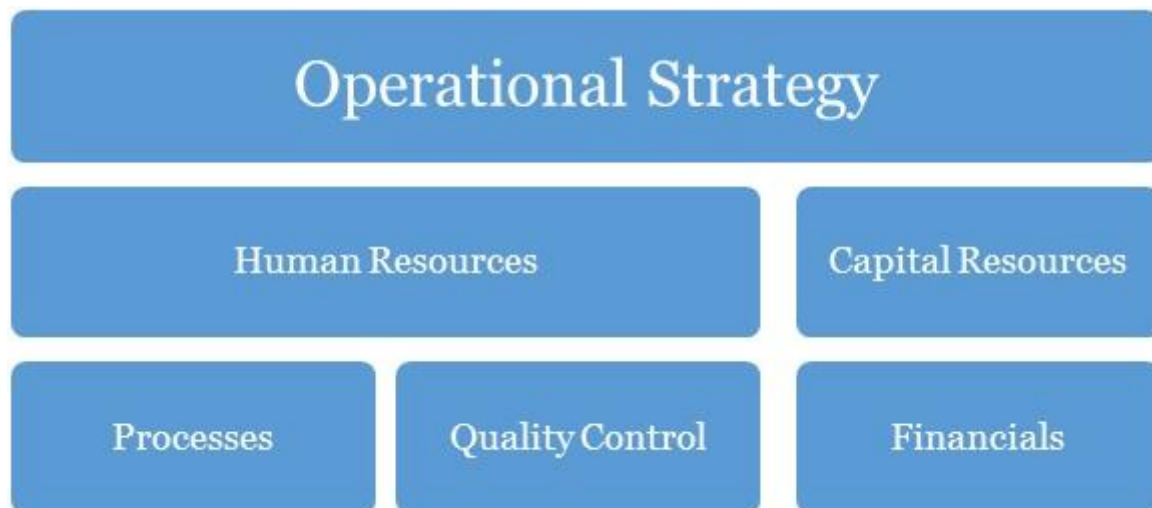 Operational Strategy
Human Resources
Capital Resources
Processes
Quality Control
Financials